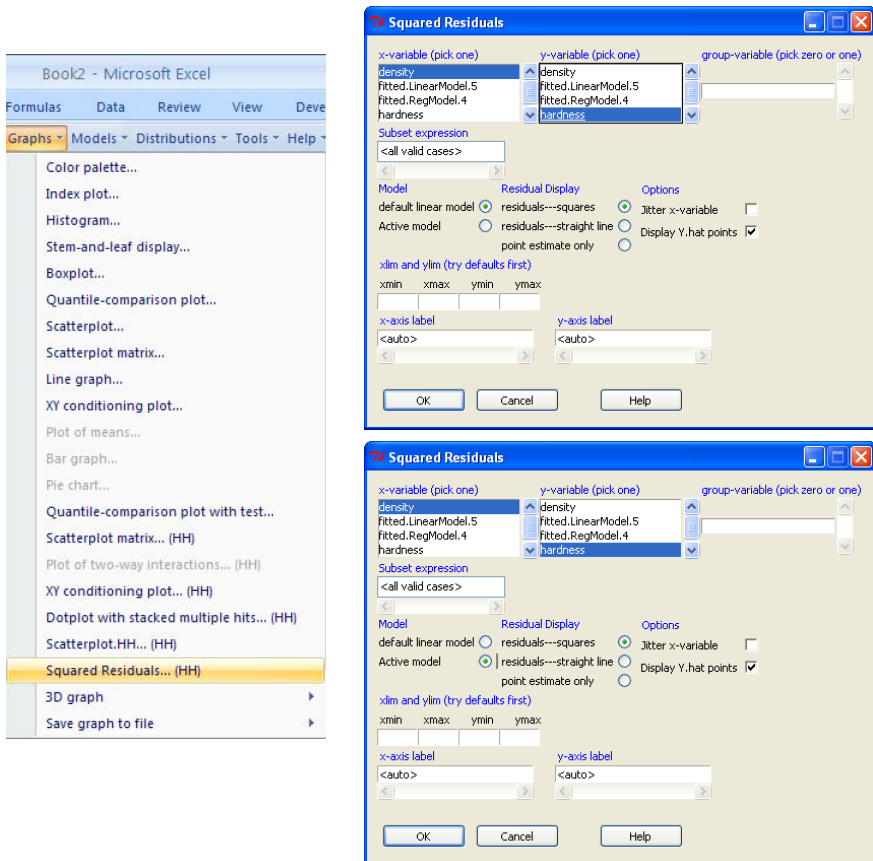 Book2 - Microsoft Excel
Formulas Data Review View Deve
Graphs Models Distributions Tools Help
Color palette...
Index plot...
Histogram...
Stem-and-leaf display...
Boxplot...
Quantile-comparison plot...
Scatterplot...
Scatterplot matrix...
Line graph...
XY conditioning plot...
Plot of means...
Bar graph...
Pie chart...
Quantile-comparison plot with test...
Scatterplot matrix... (HH)
Plot of two-way interactions... (HH)
XY conditioning plot... (HH)
Dotplot with stacked multiple hits... (HH)
Scatterplot.HH... (HH)
Squared Residuals... (HH)
3D graph
Save graph to file
Squared Residuals
x-variable (pick one) y-variable (pick one) group-variable (pick zero or one)
density density
fitted.LinearModel.5 fitted.LinearModel.5
fitted.RegModel.4 fitted.RegModel.4
hardness hardness
Subset expression
<all valid cases>
Model Residual Display Options
default linear model residuals---squares Jitter x-variable
Active model residuals---straight line Display Y.hat points
point estimate only
xlim and ylim (try defaults first)
xmin xmax ymin ymax
x-axis label y-axis label
<auto> <auto>
OK Cancel Help
Squared Residuals
x-variable (pick one) y-variable (pick one) group-variable (pick zero or one)
density density
fitted.LinearModel.5 fitted.LinearModel.5
fitted.RegModel.4 fitted.RegModel.4
hardness hardness
Subset expression
<all valid cases>
Model Residual Display Options
default linear model residuals---squares Jitter x-variable
Active model residuals---straight line Display Y.hat points
point estimate only
xlim and ylim (try defaults first)
xmin xmax ymin ymax
x-axis label y-axis label
<auto> <auto>
OK Cancel Help